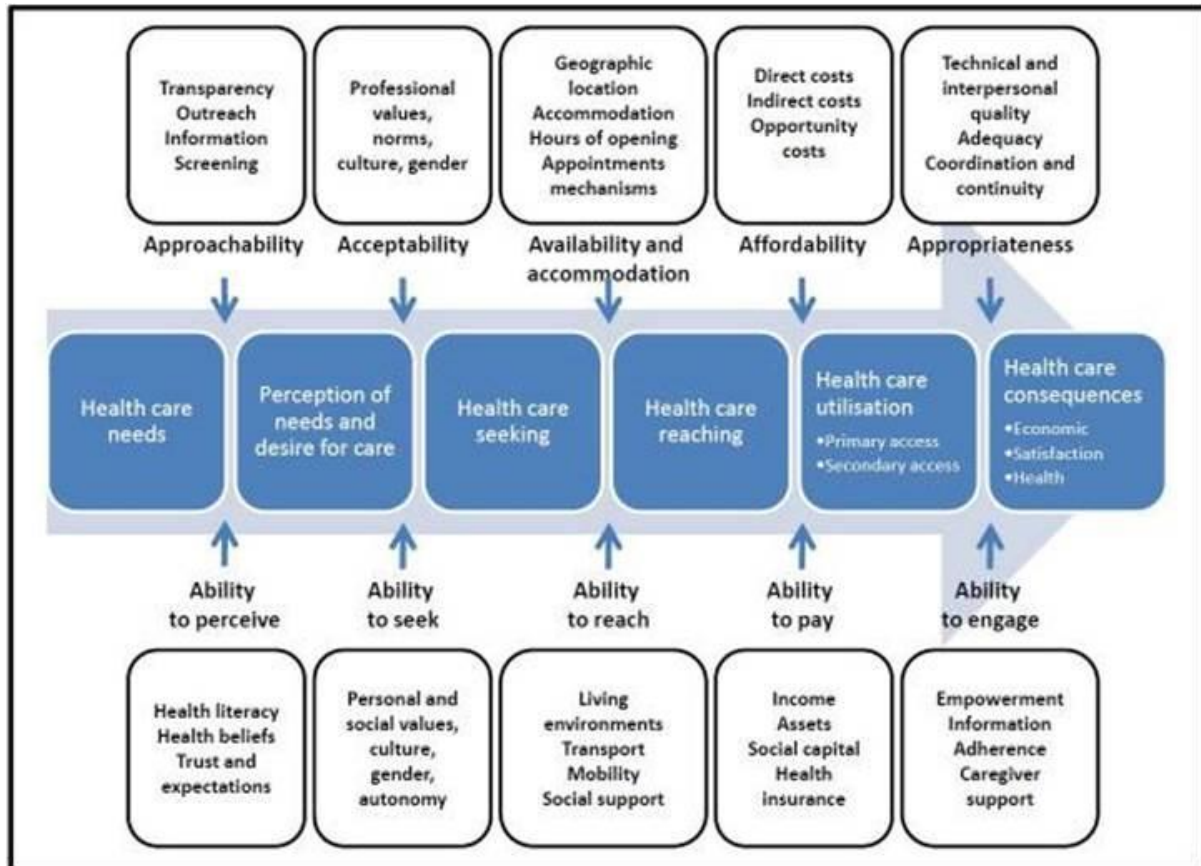 Transparency
Outreach
Information
Screening
Professional
values,
norms,
culture, gender
Geographic
location
Accommodation
Hours of opening
Appointments
mechanisms
Direct costs
Indirect costs
Opportunity
costs
Technical and
interpersonal
quality
Adequacy
Coordination and
continuity
Approachability
Acceptability
Availability and
accommodation
Affordability
Appropriateness
Health care
needs
Perception of
needs and
desire for care
Health care
seeking
Health care
reaching
Health care
utilisation
•Primary access
•Secondary access
Health care
consequences
•Economic
•Satisfaction
•Health
Ability
to perceive
Ability
to seek
Ability
to reach
Ability
to pay
Ability
to engage
Health literacy
Health beliefs
Trust and
expectations
Personal and
social values,
culture,
gender,
autonomy
Living
environments
Transport
Mobility
Social support
Income
Assets
Social capital
Health
insurance
Empowerment
Information
Adherence
Caregiver
support